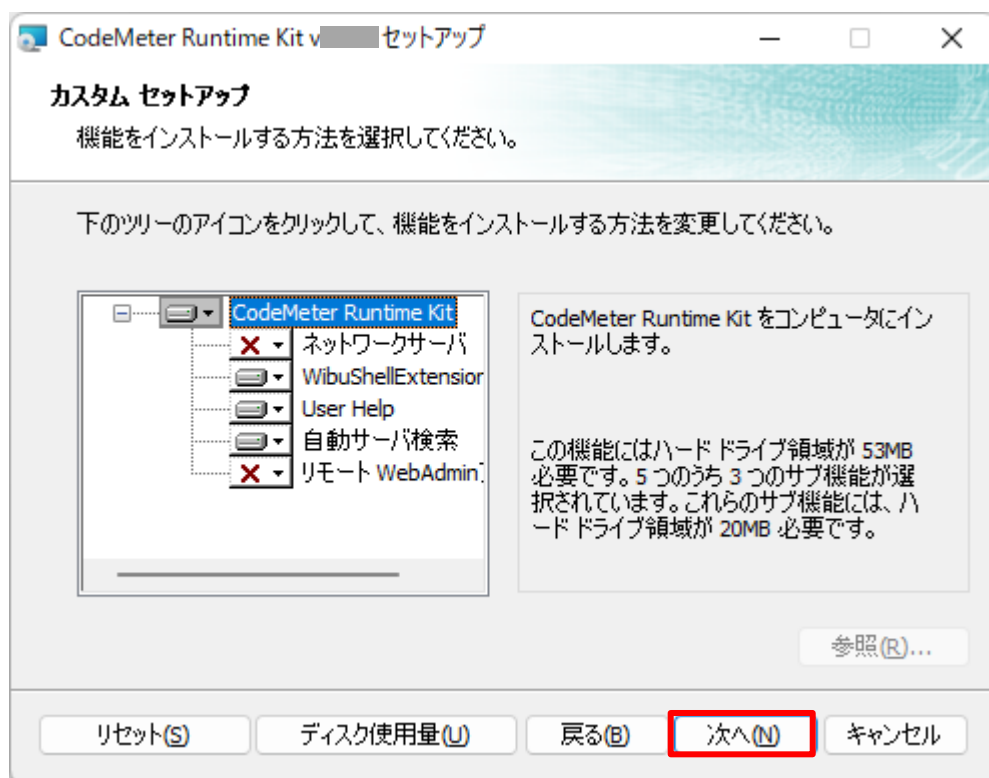 CodeMeter Runtime Kit v セットアップ
カスタム セットアップ
機能をインストールする方法を選択してください。
下のツリーのアイコンをクリックして、機能をインストールする方法を変更してください。
CodeMeter Runtime Kit
ネットワークサーバ
WibuShellExtension
User Help
自動サーバ検索
リモート WebAdmin
CodeMeter Runtime Kit をコンピュータにイン
ストールします。
この機能にはハード ドライブ領域が 53MB
必要です。5 つのうち 3 つのサブ機能が選
択されています。これらのサブ機能には、ハ
ード ドライブ領域が 20MB 必要です。
参照(R)...
リセット(S)
ディスク使用量(U)
戻る(B)
次へ(N)
キャンセル